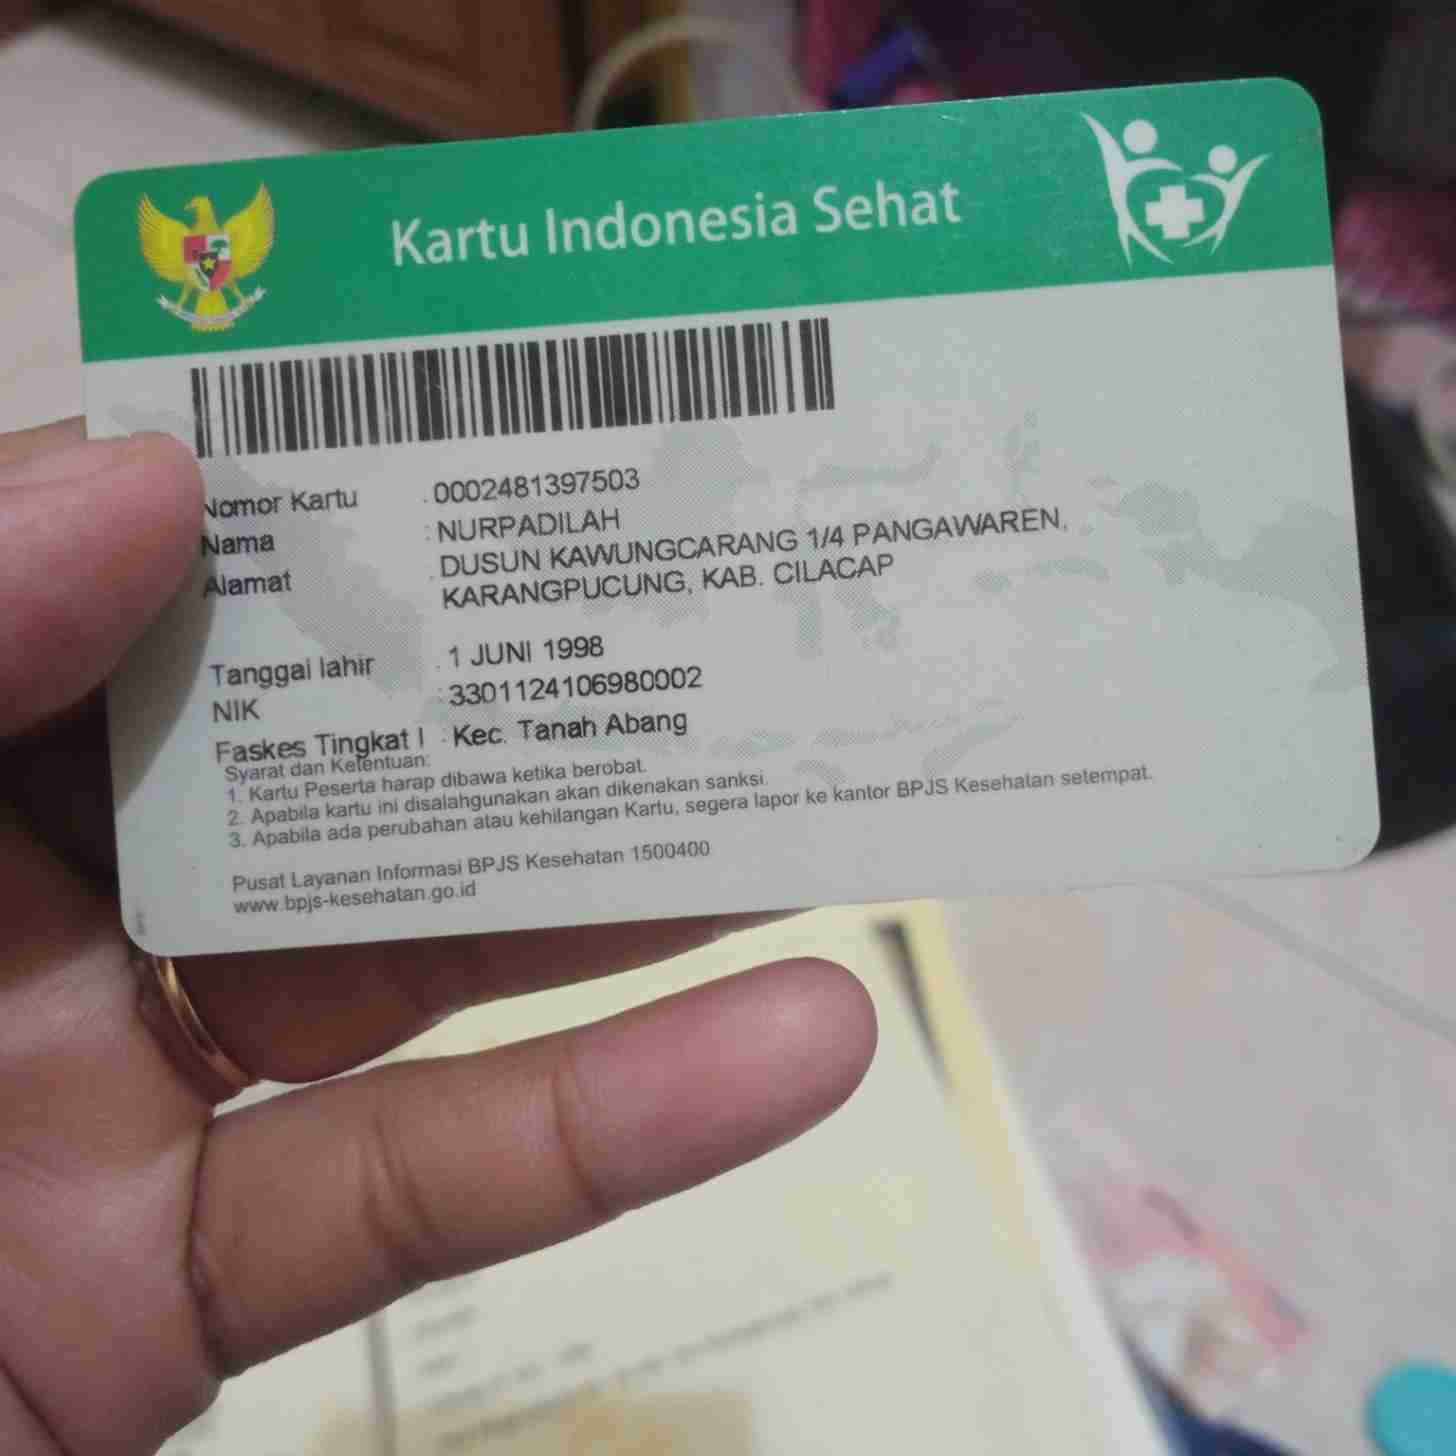 Kartu Indonesia Sehat
Nomor Kartu : 0002481397503
Nama : NURPADILAH
Alamat : DUSUN KAWUNGCARANG 1/4 PANGAWAREN,
KARANGPUCUNG, KAB. CILACAP
Tanggal lahir : 1 JUNI 1998
NIK : 3301124106980002
Faskes Tingkat I : Kec. Tanah Abang
Syarat dan Ketentuan:
1. Kartu Peserta harap dibawa ketika berobat.
2. Apabila kartu ini disalahgunakan akan dikenakan sanksi.
3. Apabila ada perubahan atau kehilangan Kartu, segera lapor ke kantor BPJS Kesehatan setempat.
Pusat Layanan Informasi BPJS Kesehatan 1500400
www.bpjs-kesehatan.go.id